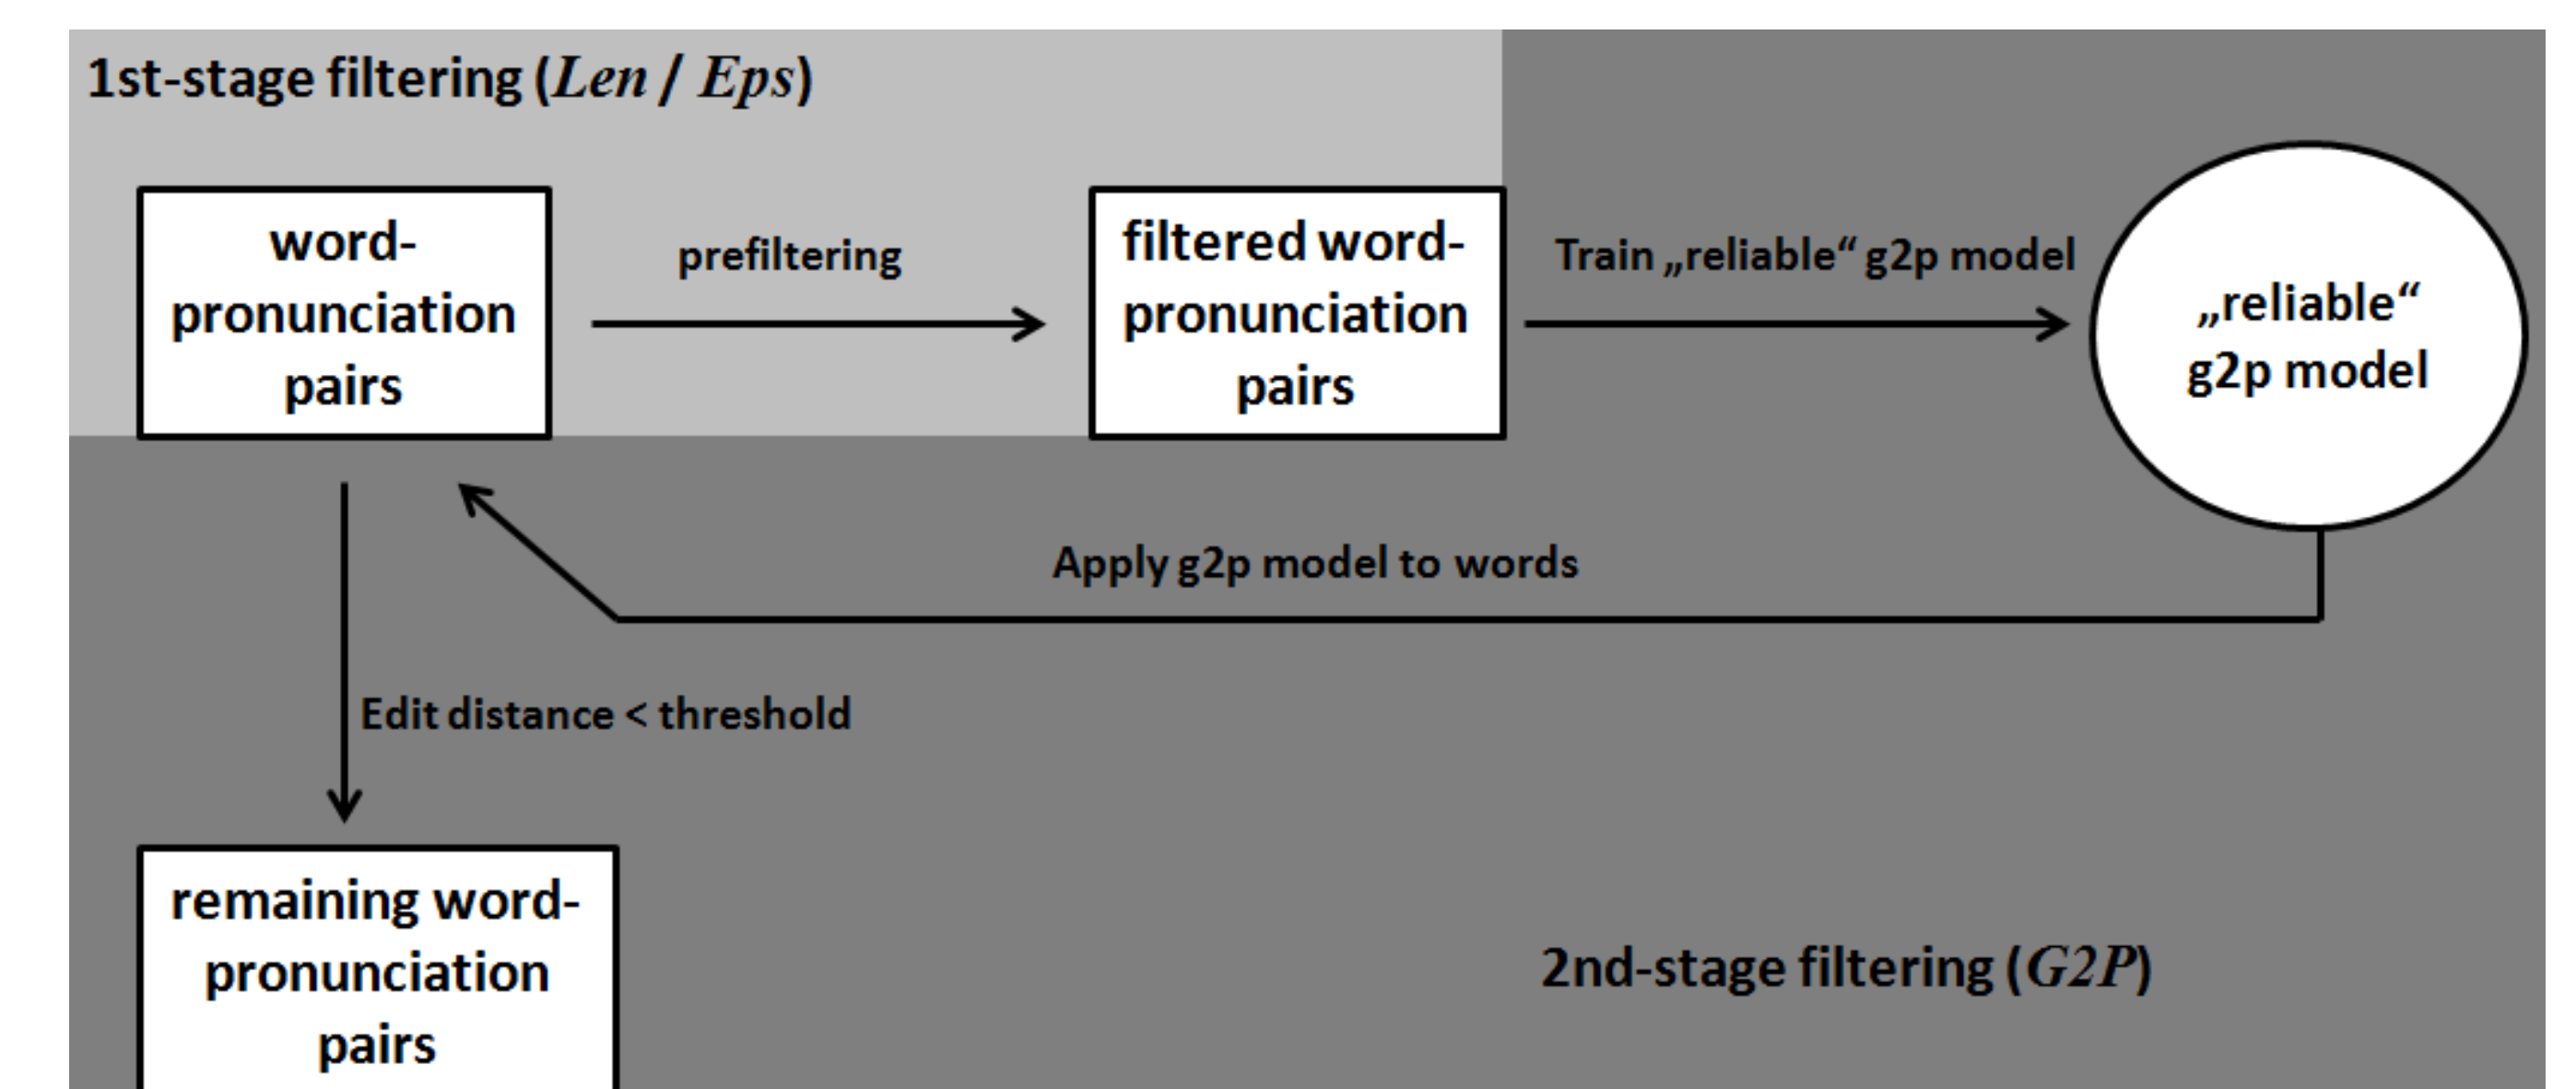 1st-stage filtering (Len / Eps)
word-
pronunciation
pairs
prefiltering
filtered word-
pronunciation
pairs
Train „reliable“ g2p model
„reliable“
g2p model
Apply g2p model to words
Edit distance < threshold
remaining word-
pronunciation
pairs
2nd-stage filtering (G2P)